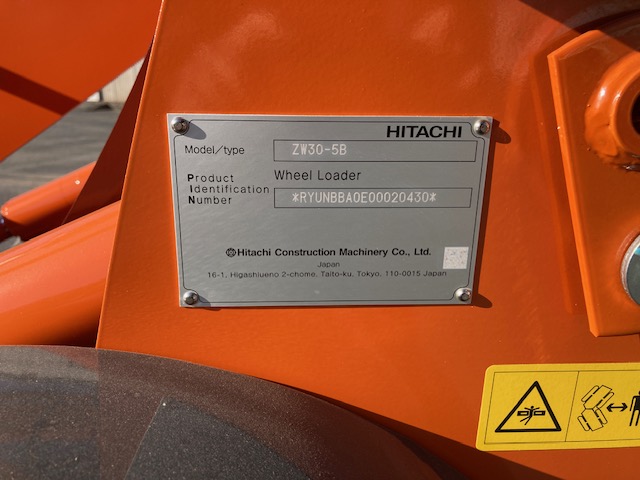 HITACHI
Model/type ZW30-5B
Wheel Loader
Product
Identification
Number *RYUNBBA0E00020430*
Hitachi Construction Machinery Co., Ltd.
Japan
16-1, Higashiueno 2-chome, Taito-ku, Tokyo, 110-0015 Japan